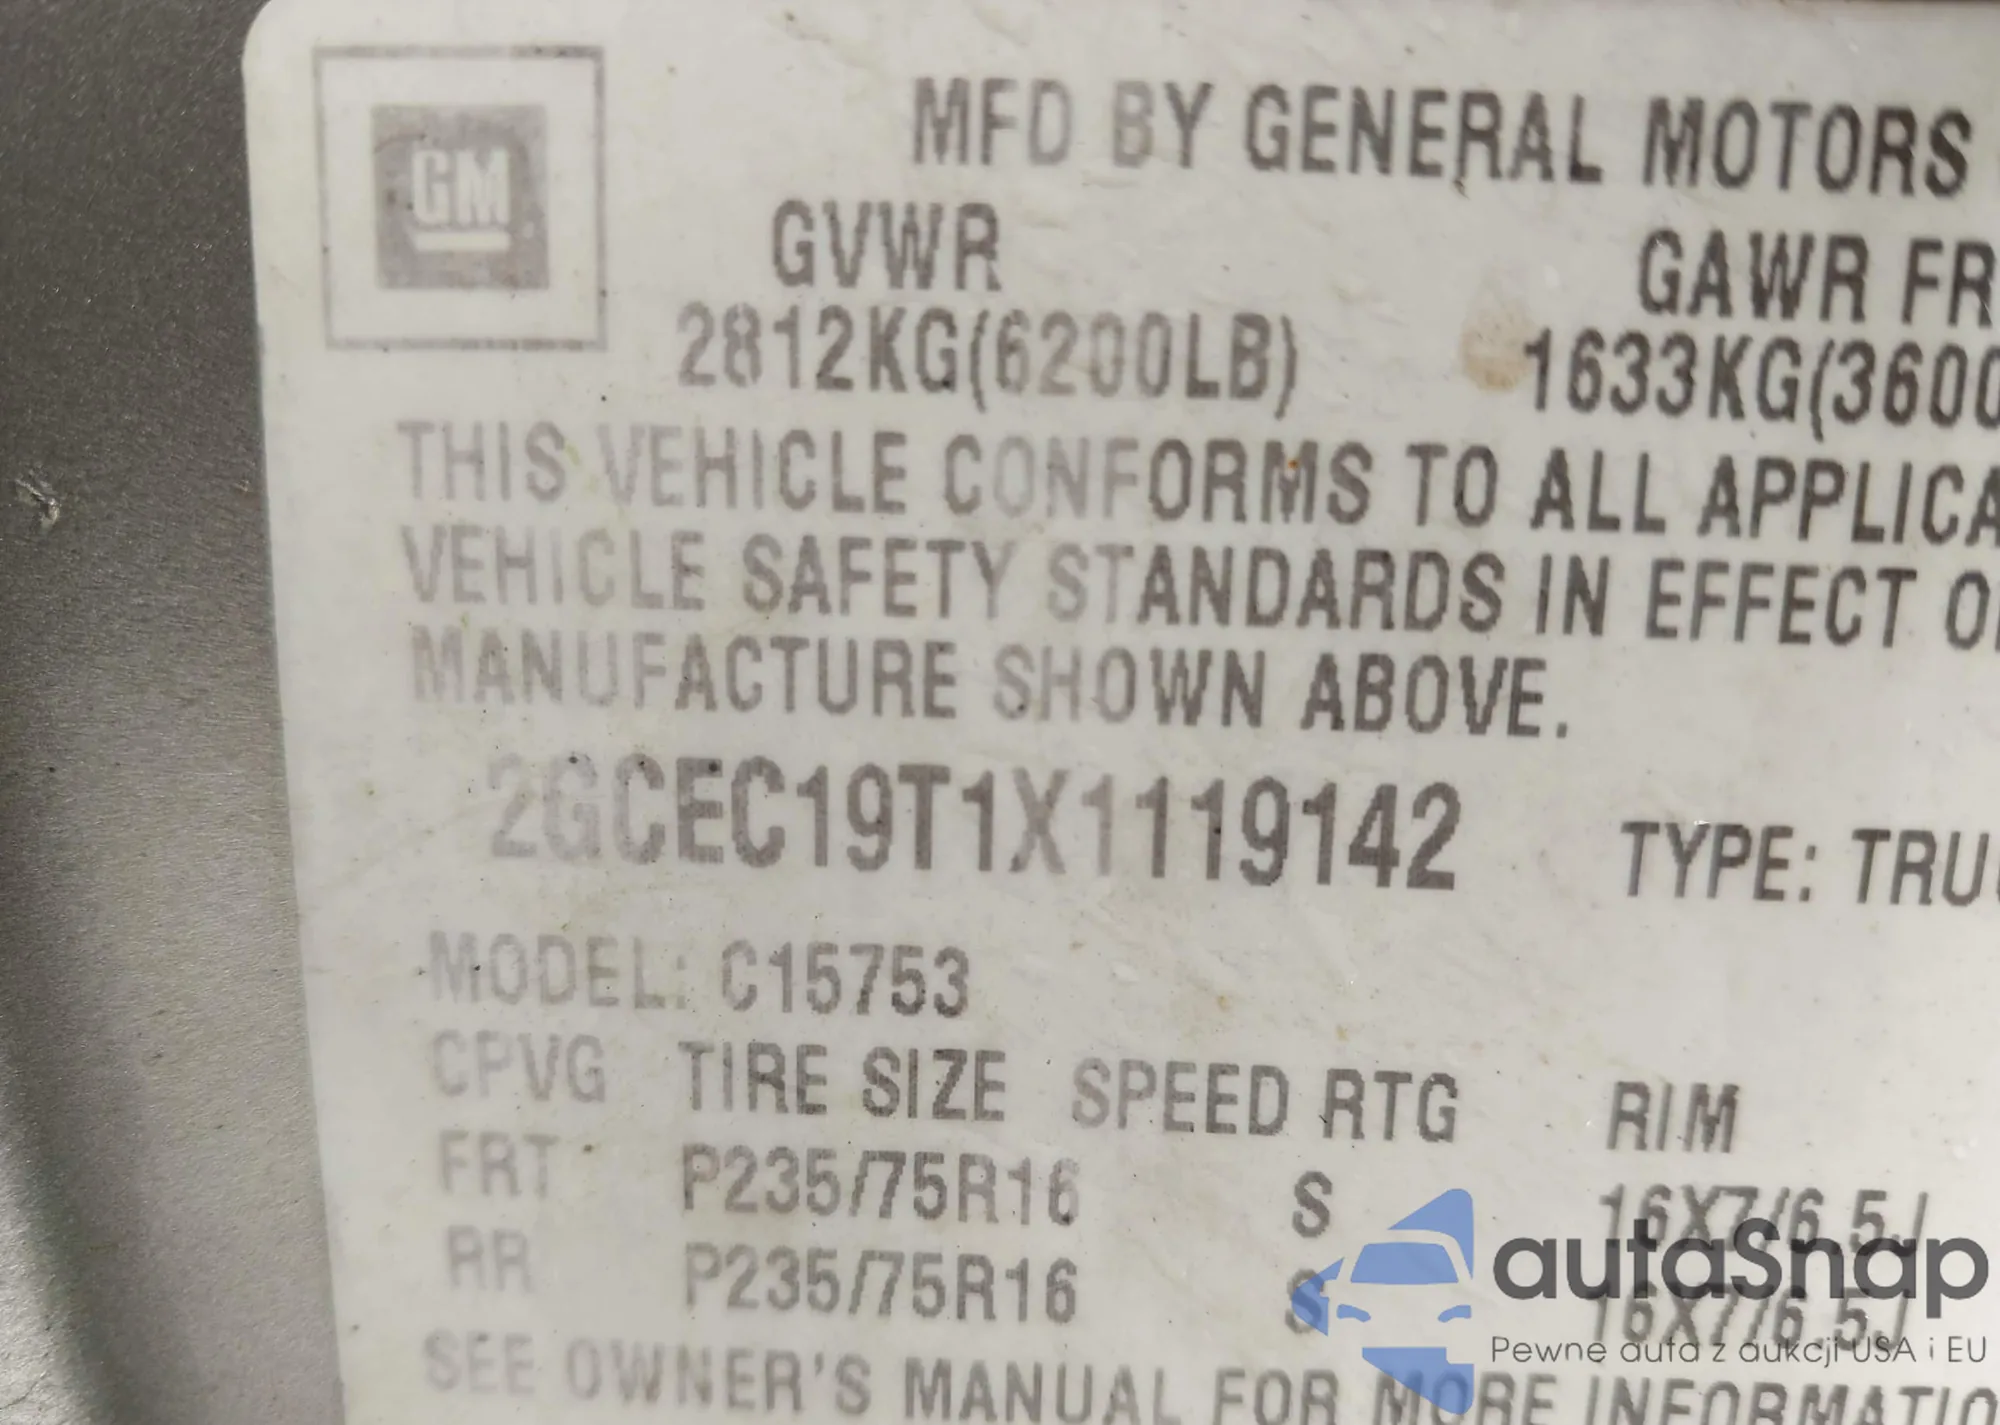 GM
MFD BY GENERAL MOTORS
GVWR GAWR FR
2812KG(6200LB) 1633KG(3600
THIS VEHICLE CONFORMS TO ALL APPLICA
VEHICLE SAFETY STANDARDS IN EFFECT O
MANUFACTURE SHOWN ABOVE.
2GCEC19T1X1119142 TYPE: TRU
MODEL: C15753
CPVG TIRE SIZE SPEED RTG RIM
FRT P235/75R16 S 16X7/6.5J
RR P235/75R16 S 16X7/6.5J
SEE OWNER'S MANUAL FOR MORE INFORMATIO
autaSnap
Pewne auta z aukcji USA i EU